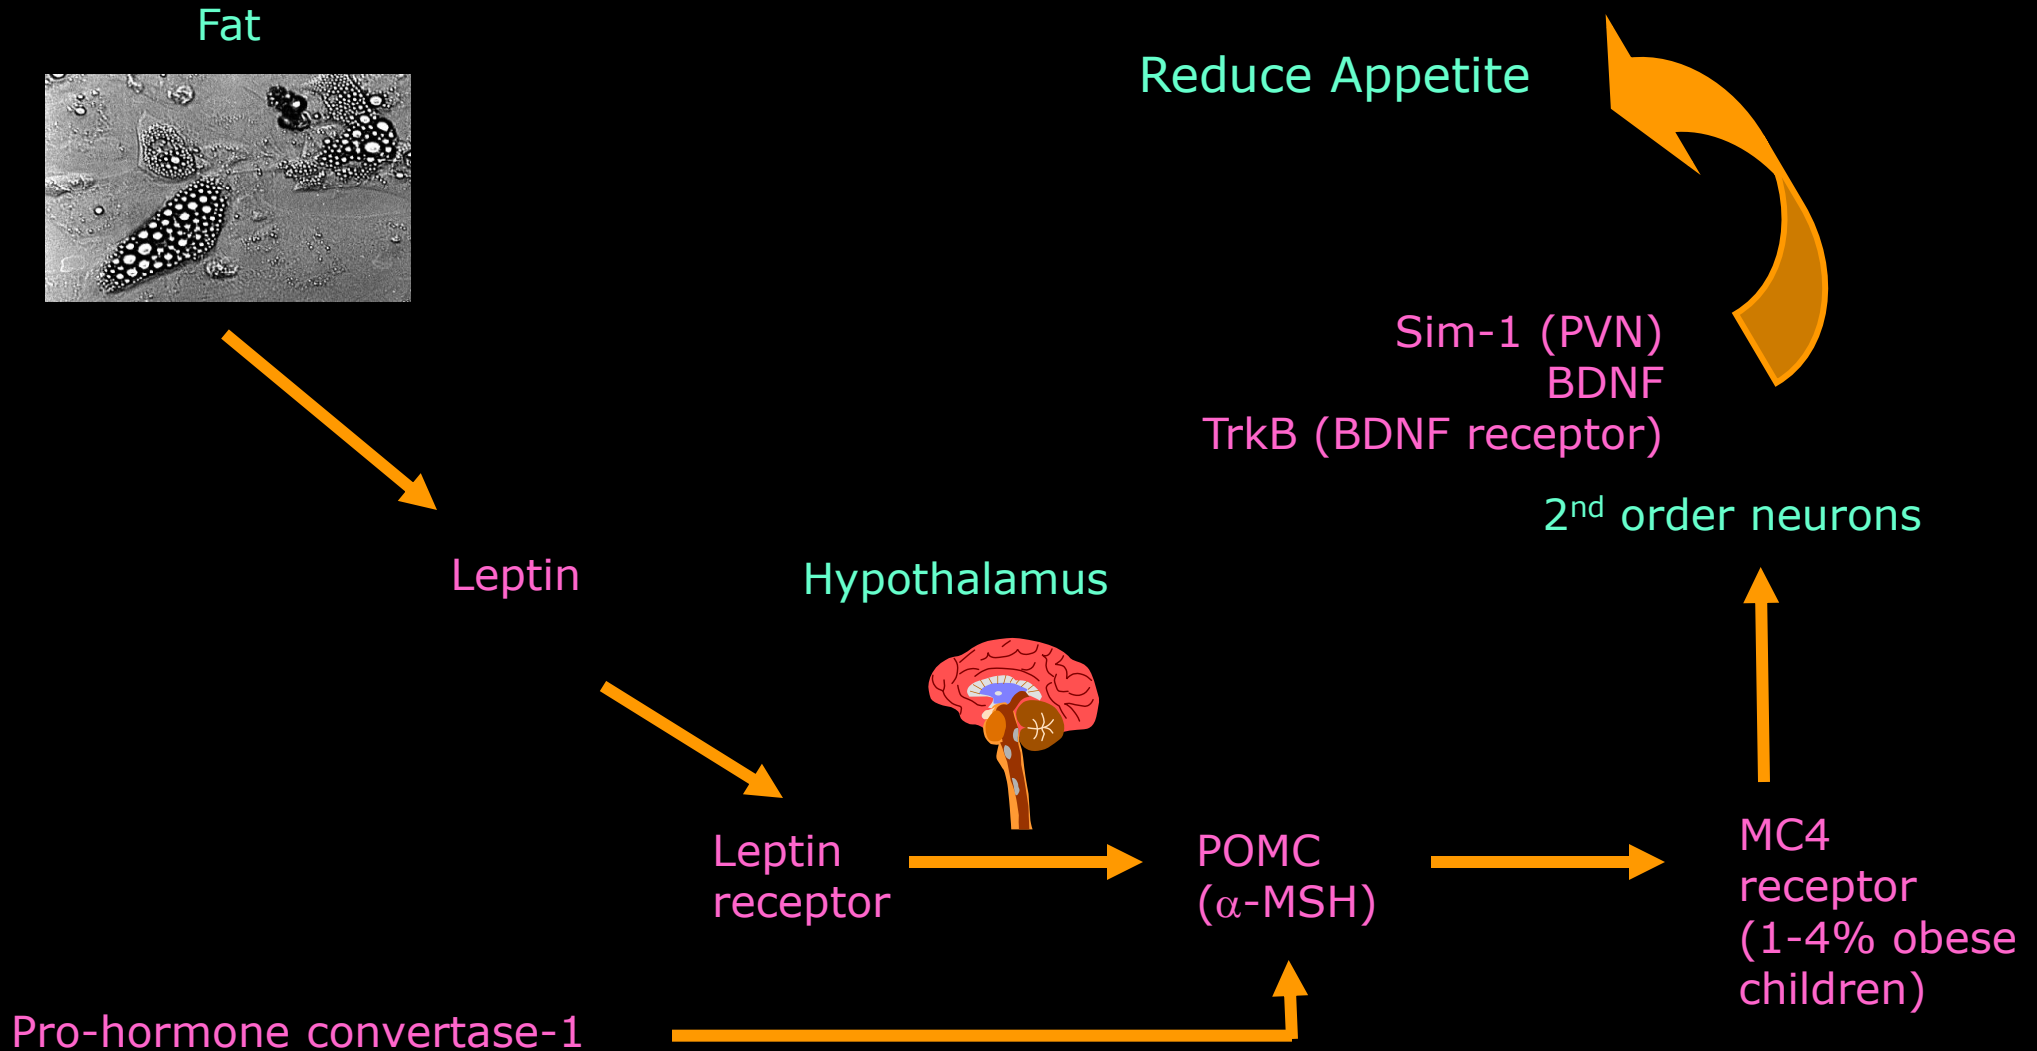 Fat
Reduce Appetite
Sim-1 (PVN)
BDNF
TrkB (BDNF receptor)
2nd order neurons
Leptin
Hypothalamus
Leptin
receptor
POMC
(α-MSH)
MC4
receptor
(1-4% obese
children)
Pro-hormone convertase-1